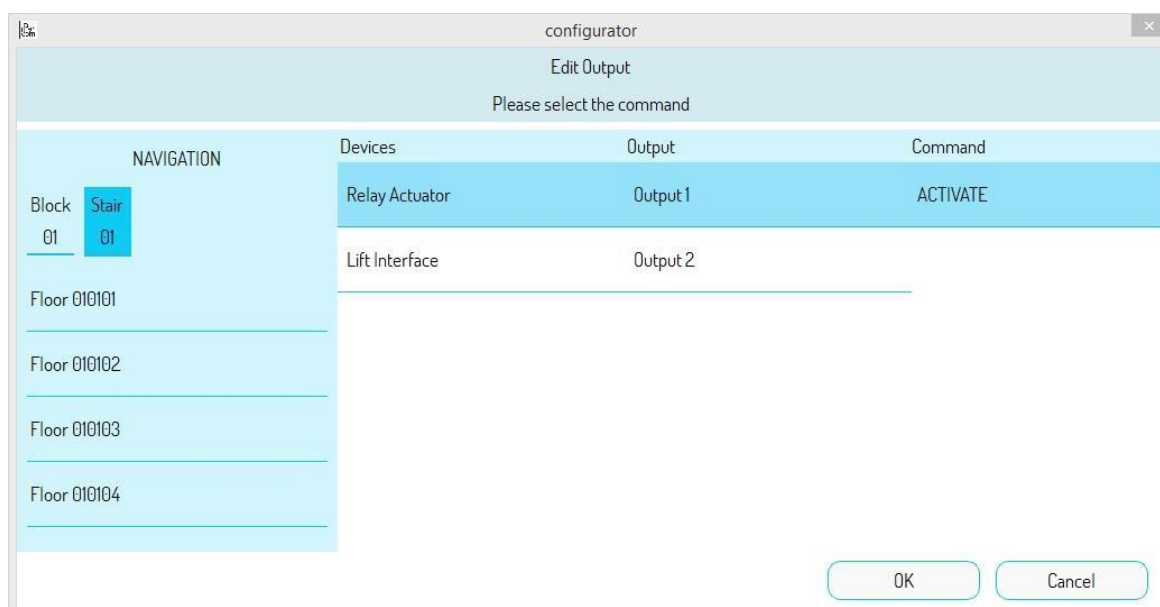 configurator
Edit Output
Please select the command
NAVIGATION
Block Stair
01 01
Floor 010101
Floor 010102
Floor 010103
Floor 010104
Devices Output Command
Relay Actuator Output 1 ACTIVATE
Lift Interface Output 2
OK Cancel